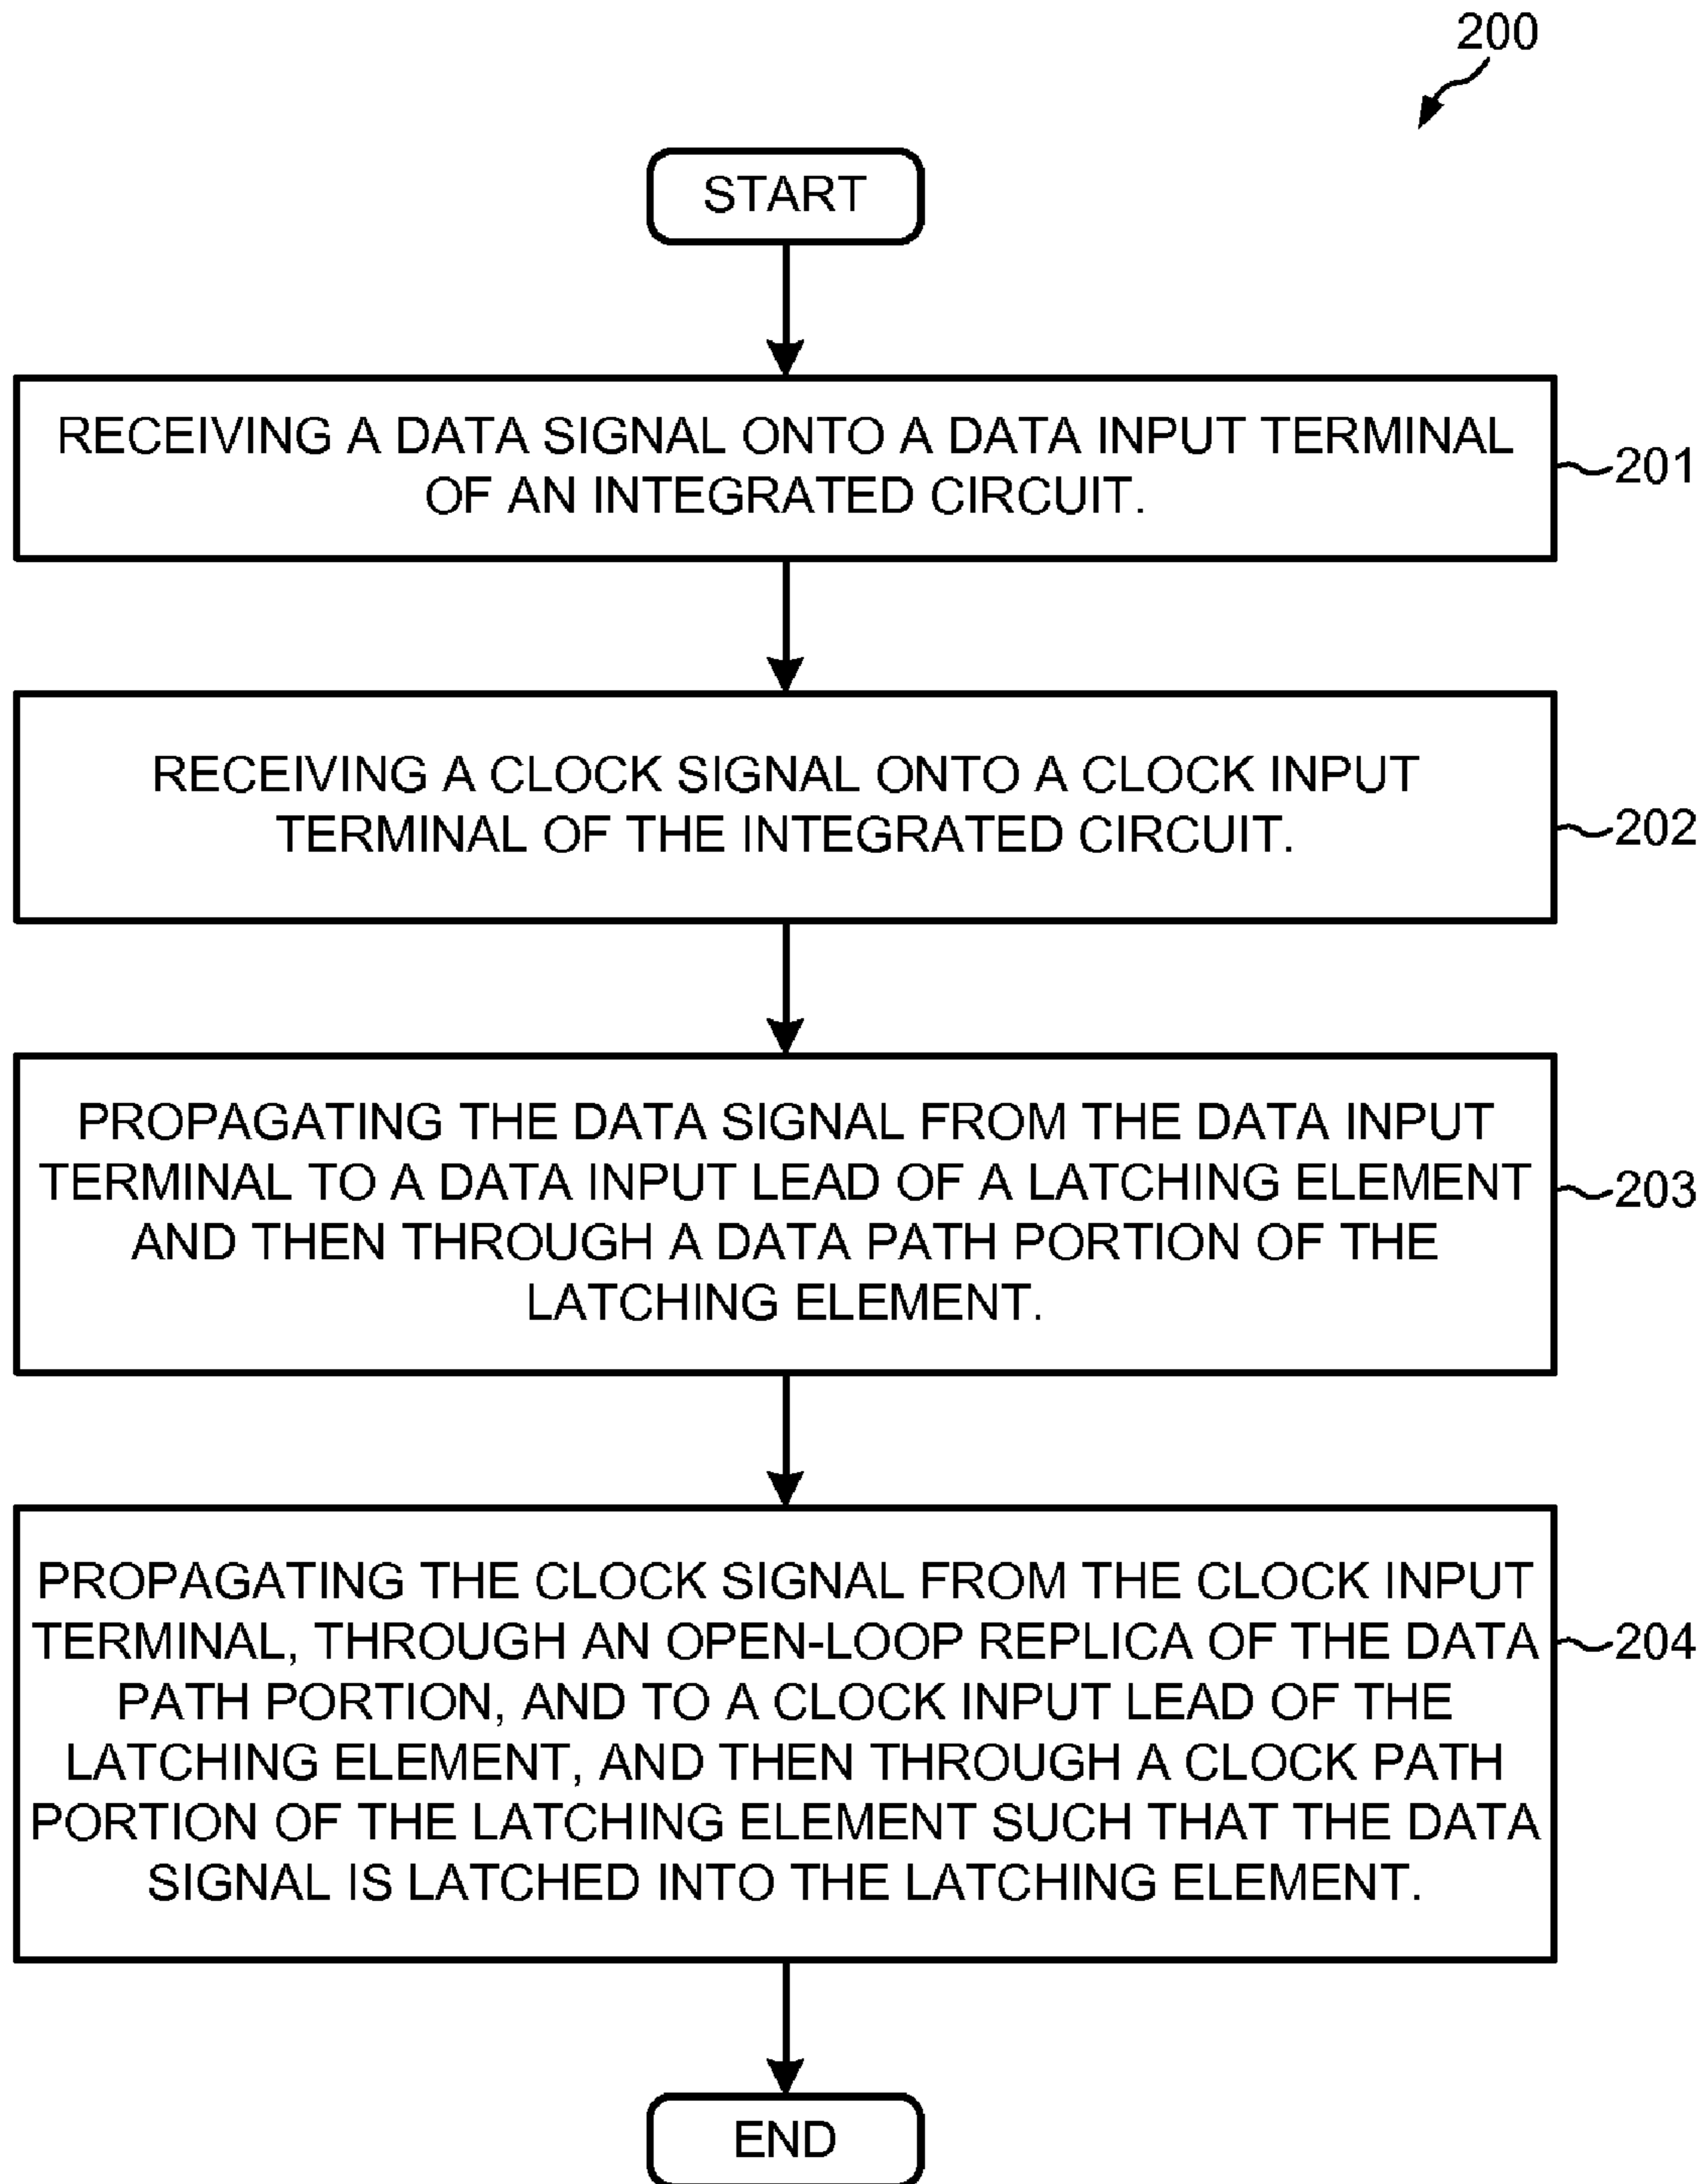 200
START
RECEIVING A DATA SIGNAL ONTO A DATA INPUT TERMINAL
OF AN INTEGRATED CIRCUIT.
201
RECEIVING A CLOCK SIGNAL ONTO A CLOCK INPUT
TERMINAL OF THE INTEGRATED CIRCUIT.
202
PROPAGATING THE DATA SIGNAL FROM THE DATA INPUT
TERMINAL TO A DATA INPUT LEAD OF A LATCHING ELEMENT
AND THEN THROUGH A DATA PATH PORTION OF THE
LATCHING ELEMENT.
203
PROPAGATING THE CLOCK SIGNAL FROM THE CLOCK INPUT
TERMINAL, THROUGH AN OPEN-LOOP REPLICA OF THE DATA
PATH PORTION, AND TO A CLOCK INPUT LEAD OF THE
LATCHING ELEMENT, AND THEN THROUGH A CLOCK PATH
PORTION OF THE LATCHING ELEMENT SUCH THAT THE DATA
SIGNAL IS LATCHED INTO THE LATCHING ELEMENT.
204
END